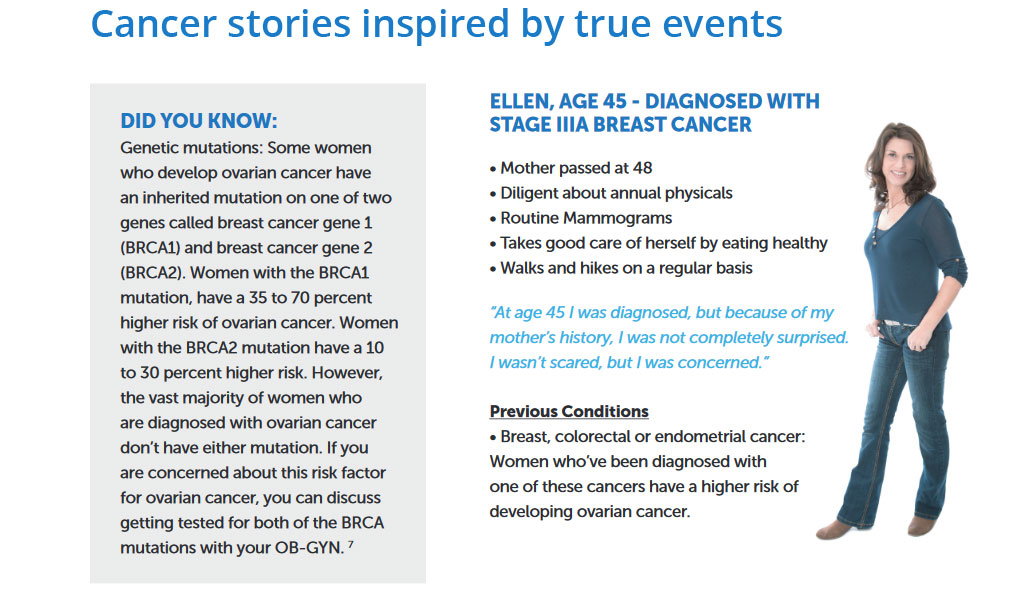 Cancer stories inspired by true events
DID YOU KNOW:
Genetic mutations: Some women
who develop ovarian cancer have
an inherited mutation on one of two
genes called breast cancer gene 1
(BRCA1) and breast cancer gene 2
(BRCA2). Women with the BRCA1
mutation, have a 35 to 70 percent
higher risk of ovarian cancer. Women
with the BRCA2 mutation have a 10
to 30 percent higher risk. However,
the vast majority of women who
are diagnosed with ovarian cancer
don’t have either mutation. If you
are concerned about this risk factor
for ovarian cancer, you can discuss
getting tested for both of the BRCA
mutations with your OB-GYN. 7
ELLEN, AGE 45 - DIAGNOSED WITH
STAGE IIIA BREAST CANCER
• Mother passed at 48
• Diligent about annual physicals
• Routine Mammograms
• Takes good care of herself by eating healthy
• Walks and hikes on a regular basis
“At age 45 I was diagnosed, but because of my
mother’s history, I was not completely surprised.
I wasn’t scared, but I was concerned.”
Previous Conditions
• Breast, colorectal or endometrial cancer:
Women who’ve been diagnosed with
one of these cancers have a higher risk of
developing ovarian cancer.